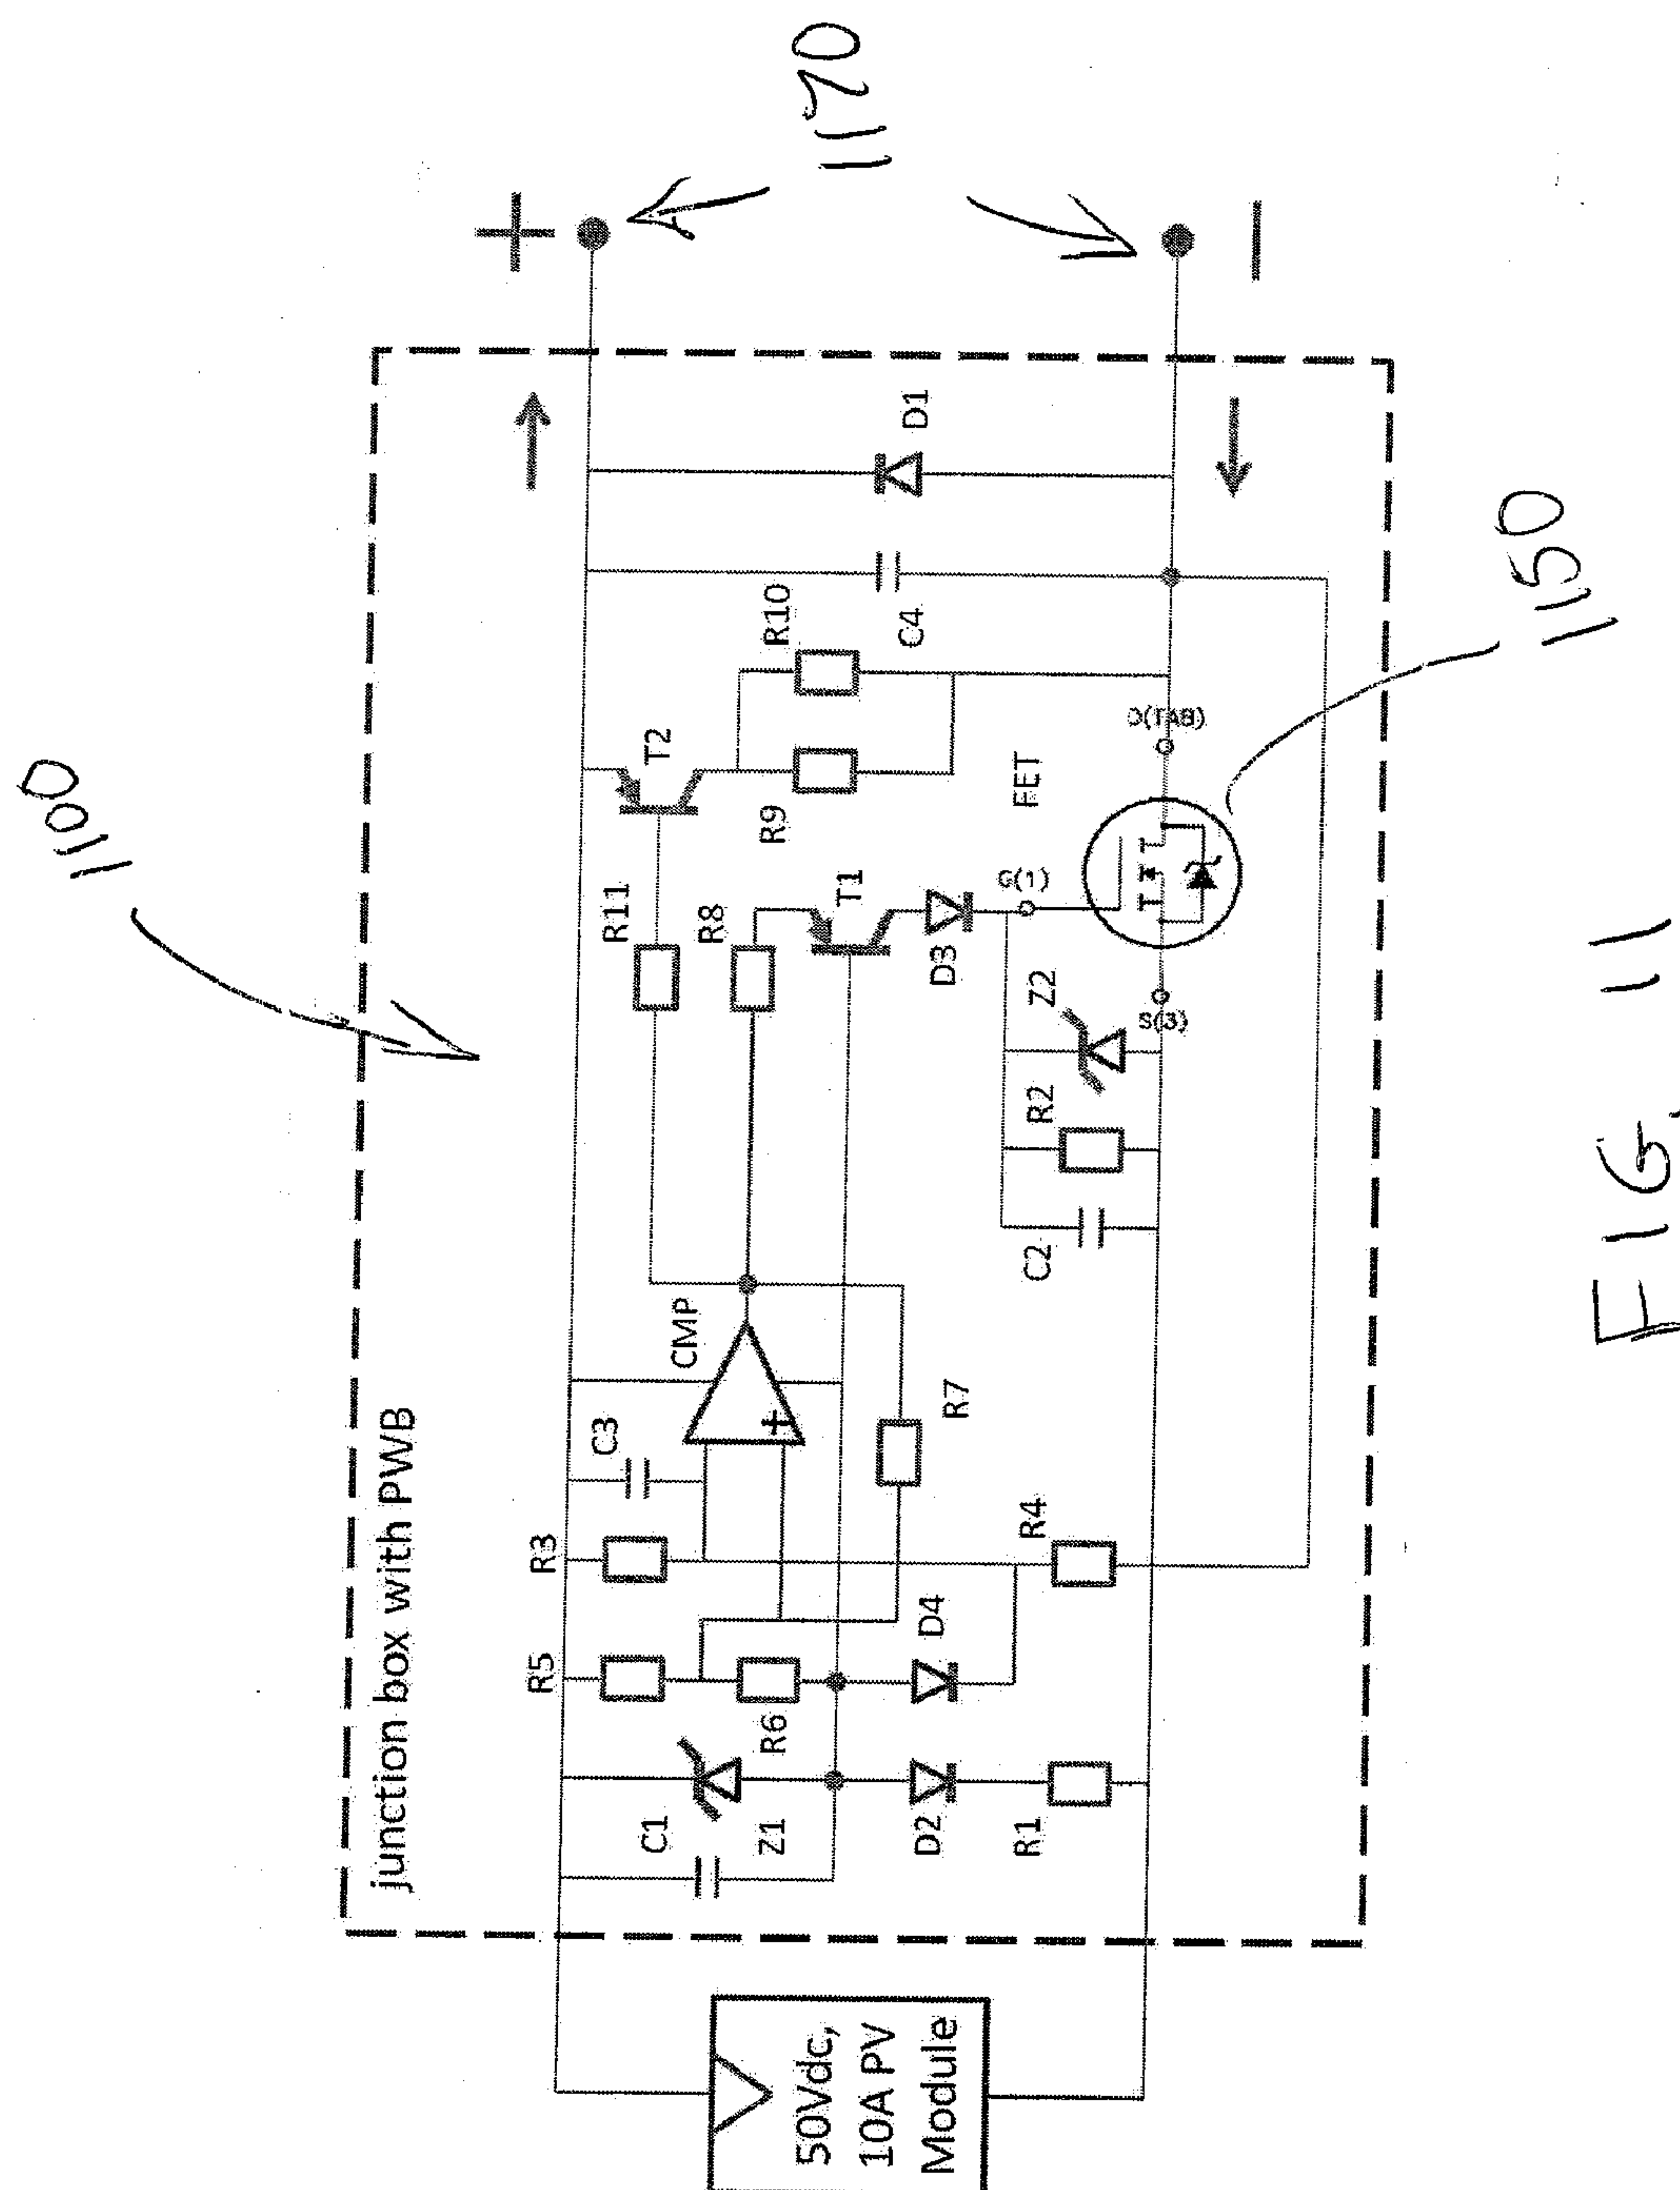 1100
junction box with PWB
+
1170
R5
R3
C3
CMP
R11
R8
T2
R10
C1
Z1
R6
R9
T1
C4
D1
D2
D4
R7
D3
FET
R1
R4
C2
R2
Z2
G(1)
S(3)
D(TAB)
50Vdc,
10A PV
Module
+
−
1150
FIG. 11